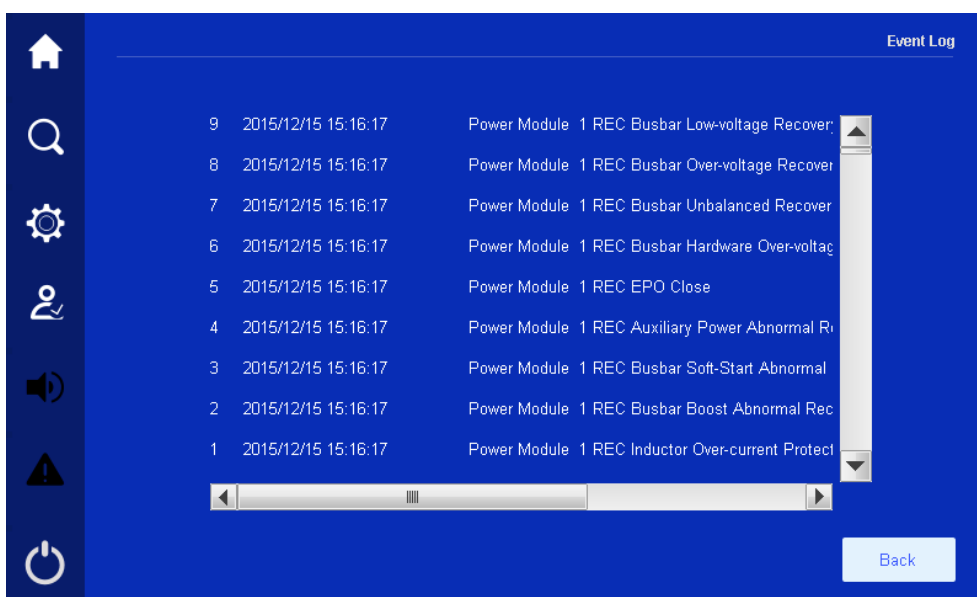 Event Log
9 2015/12/15 15:16:17 Power Module 1 REC Busbar Low-voltage
8 2015/12/15 15:16:17 Power Module 1 REC Busbar Over-voltage Recover
7 2015/12/15 15:16:17 Power Module 1 REC Busbar Unbalanced Recover
6 2015/12/15 15:16:17 Power Module 1 REC Busbar Hardware
5 2015/12/15 15:16:17 Power Module 1 REC EPO Close
4 2015/12/15 15:16:17 Power Module 1 REC Auxiliary Power Abnormal
3 2015/12/15 15:16:17 Power Module 1 REC Busbar Soft-Start Abnormal
2 2015/12/15 15:16:17 Power Module 1 REC Busbar Boost Abnormal Rec
1 2015/12/15 15:16:17 Power Module 1 REC Inductor Over-current Protect
Back